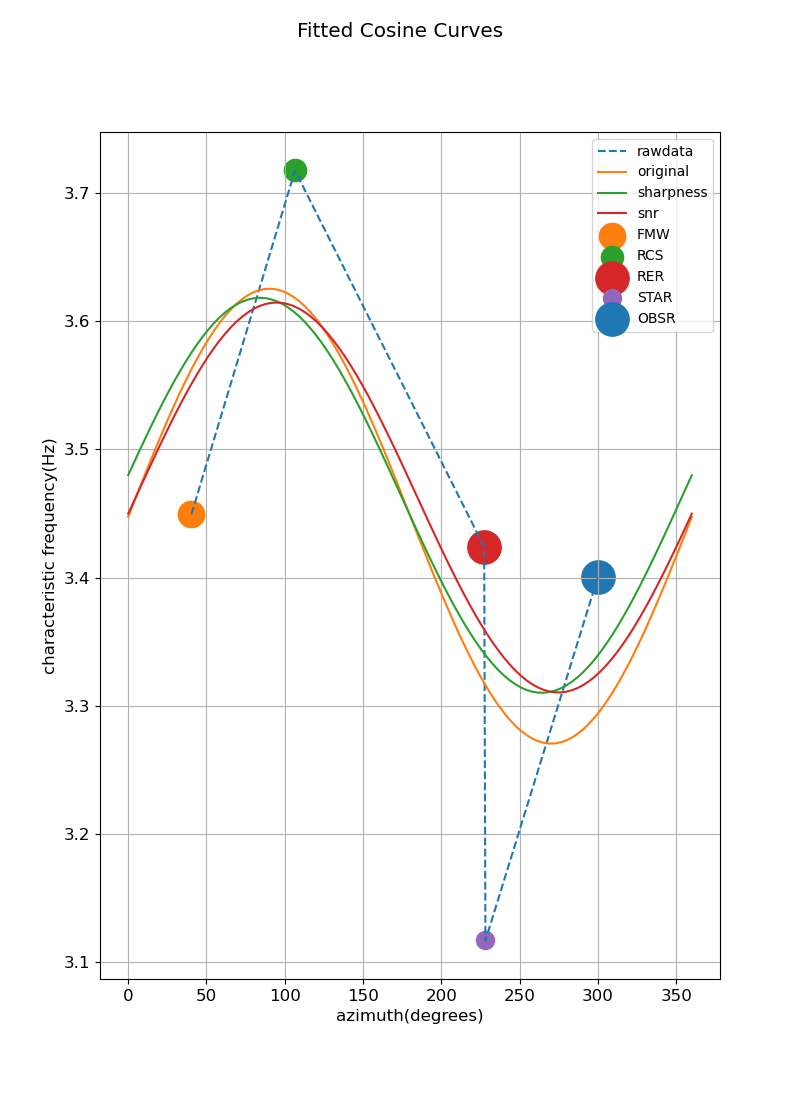 Fitted Cosine Curves
rawdata
original
sharpness
snr
FMW
RCS
RER
STAR
OBSR
3.7
3.6
3.5
3.4
3.3
3.2
3.1
characteristic frequency(Hz)
0 50 100 150 200 250 300 350
azimuth(degrees)